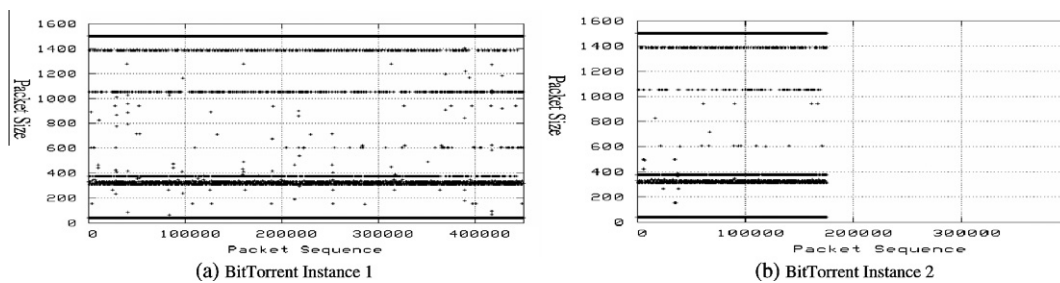 1600
1400
1200
1000
800
600
400
200
0
Packet Size
0 100000 200000 300000 400000
Packet Sequence
(a) BitTorrent Instance 1
1600
1400
1200
1000
800
600
400
200
0
Packet Size
0 100000 200000 300000
Packet Sequence
(b) BitTorrent Instance 2